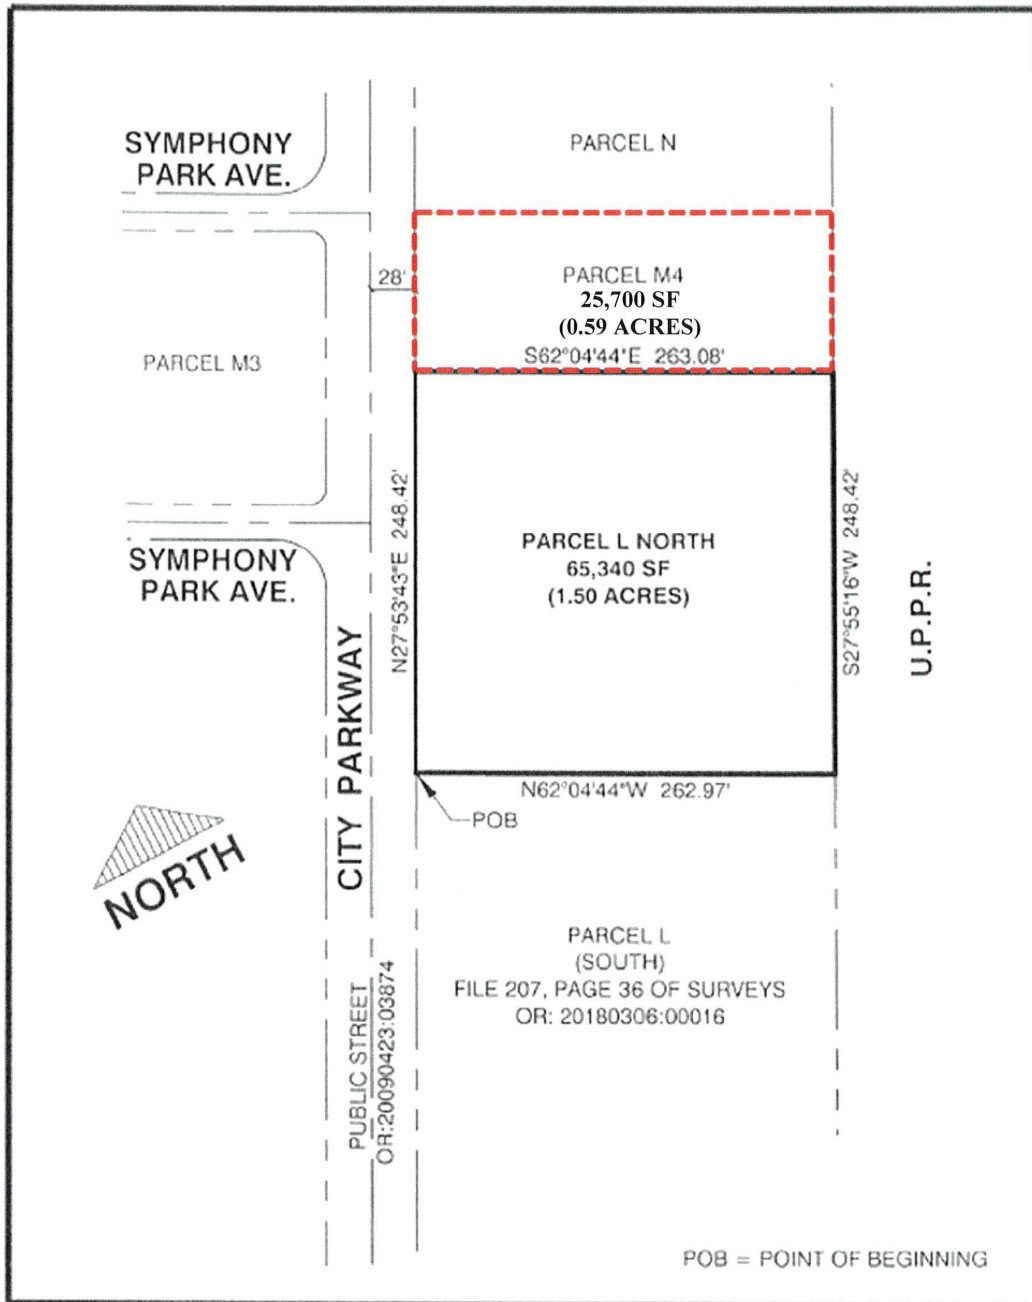 SYMPHONY
PARK AVE.
PARCEL N
28'
PARCEL M4
25,700 SF
(0.59 ACRES)
S62°04'44"E 263.08'
PARCEL M3
N27°53'43"E 248.42'
PARCEL L NORTH
65,340 SF
(1.50 ACRES)
S27°55'16"W 248.42'
U.P.P.R.
SYMPHONY
PARK AVE.
CITY PARKWAY
N62°04'44"W 262.97'
POB
NORTH
PARCEL L
(SOUTH)
FILE 207, PAGE 36 OF SURVEYS
OR: 20180306:00016
PUBLIC STREET
OR:20090423:03874
POB = POINT OF BEGINNING